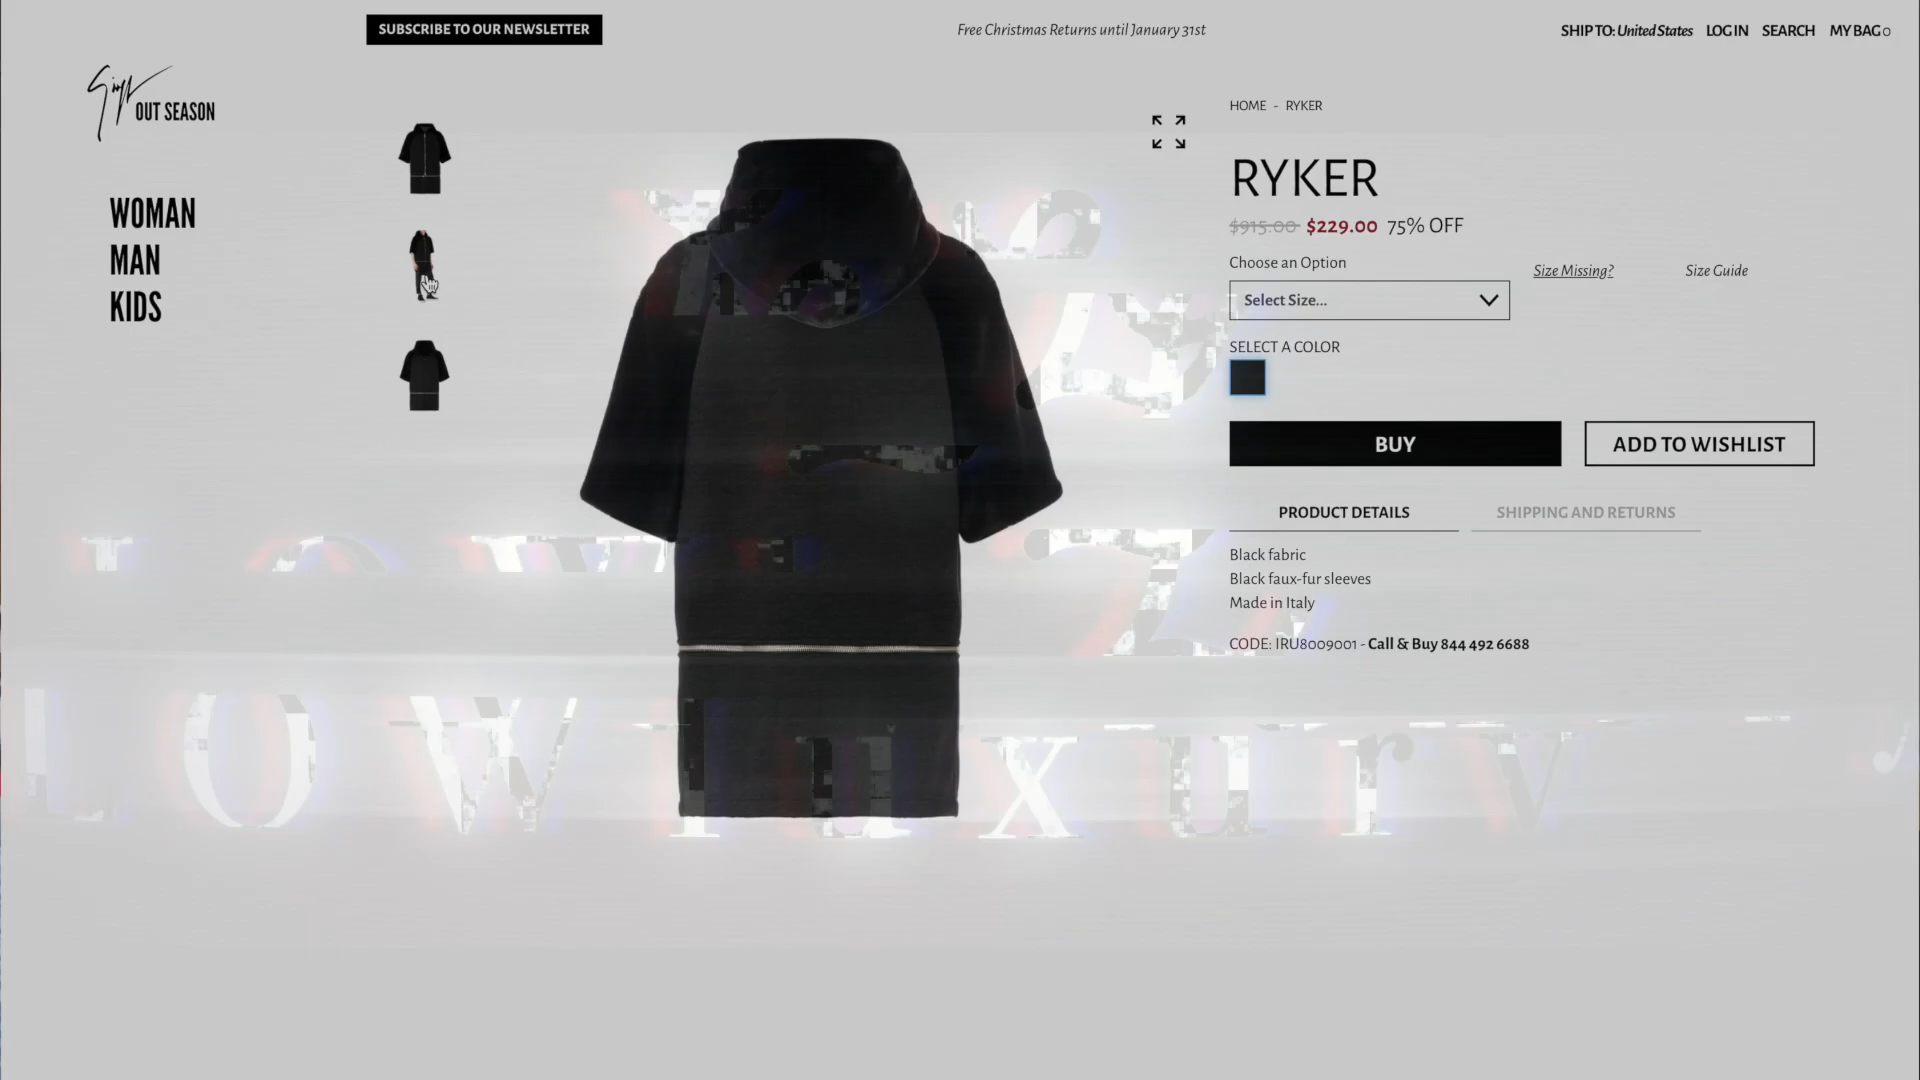 SUBSCRIBE TO OUR NEWSLETTER
Free Christmas Returns until January 31st
SHIP TO: United States LOG IN SEARCH MY BAG 0
OUT SEASON
WOMAN
MAN
KIDS
HOME - RYKER
RYKER
$915.00 $229.00 75% OFF
Choose an Option
Size Missing? Size Guide
Select Size...
SELECT A COLOR
BUY
ADD TO WISHLIST
PRODUCT DETAILS
SHIPPING AND RETURNS
Black fabric
Black faux-fur sleeves
Made in Italy
CODE: IRU8009001 - Call & Buy 844 492 6688